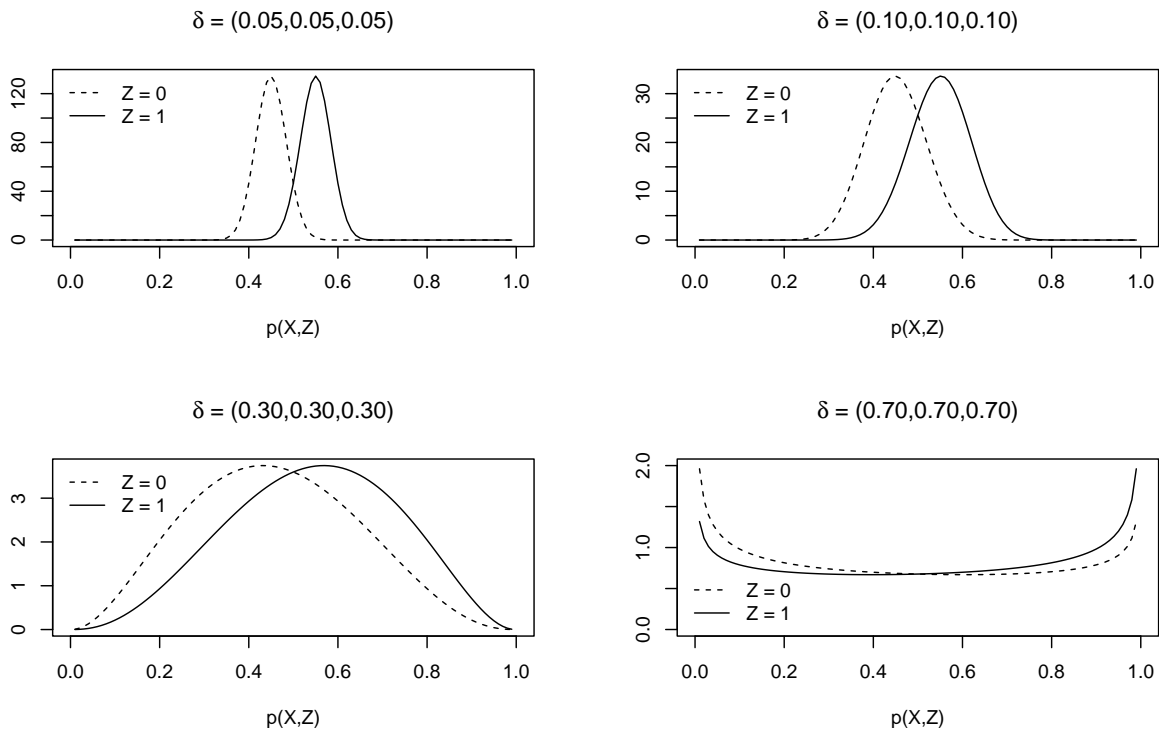 δ = (0.05,0.05,0.05)
120
80
40
0
Z = 0
Z = 1
0.0 0.2 0.4 0.6 0.8 1.0
p(X,Z)
δ = (0.10,0.10,0.10)
30
20
10
0
Z = 0
Z = 1
0.0 0.2 0.4 0.6 0.8 1.0
p(X,Z)
δ = (0.30,0.30,0.30)
3
2
1
0
Z = 0
Z = 1
0.0 0.2 0.4 0.6 0.8 1.0
p(X,Z)
δ = (0.70,0.70,0.70)
2.0
1.0
0.0
Z = 0
Z = 1
0.0 0.2 0.4 0.6 0.8 1.0
p(X,Z)